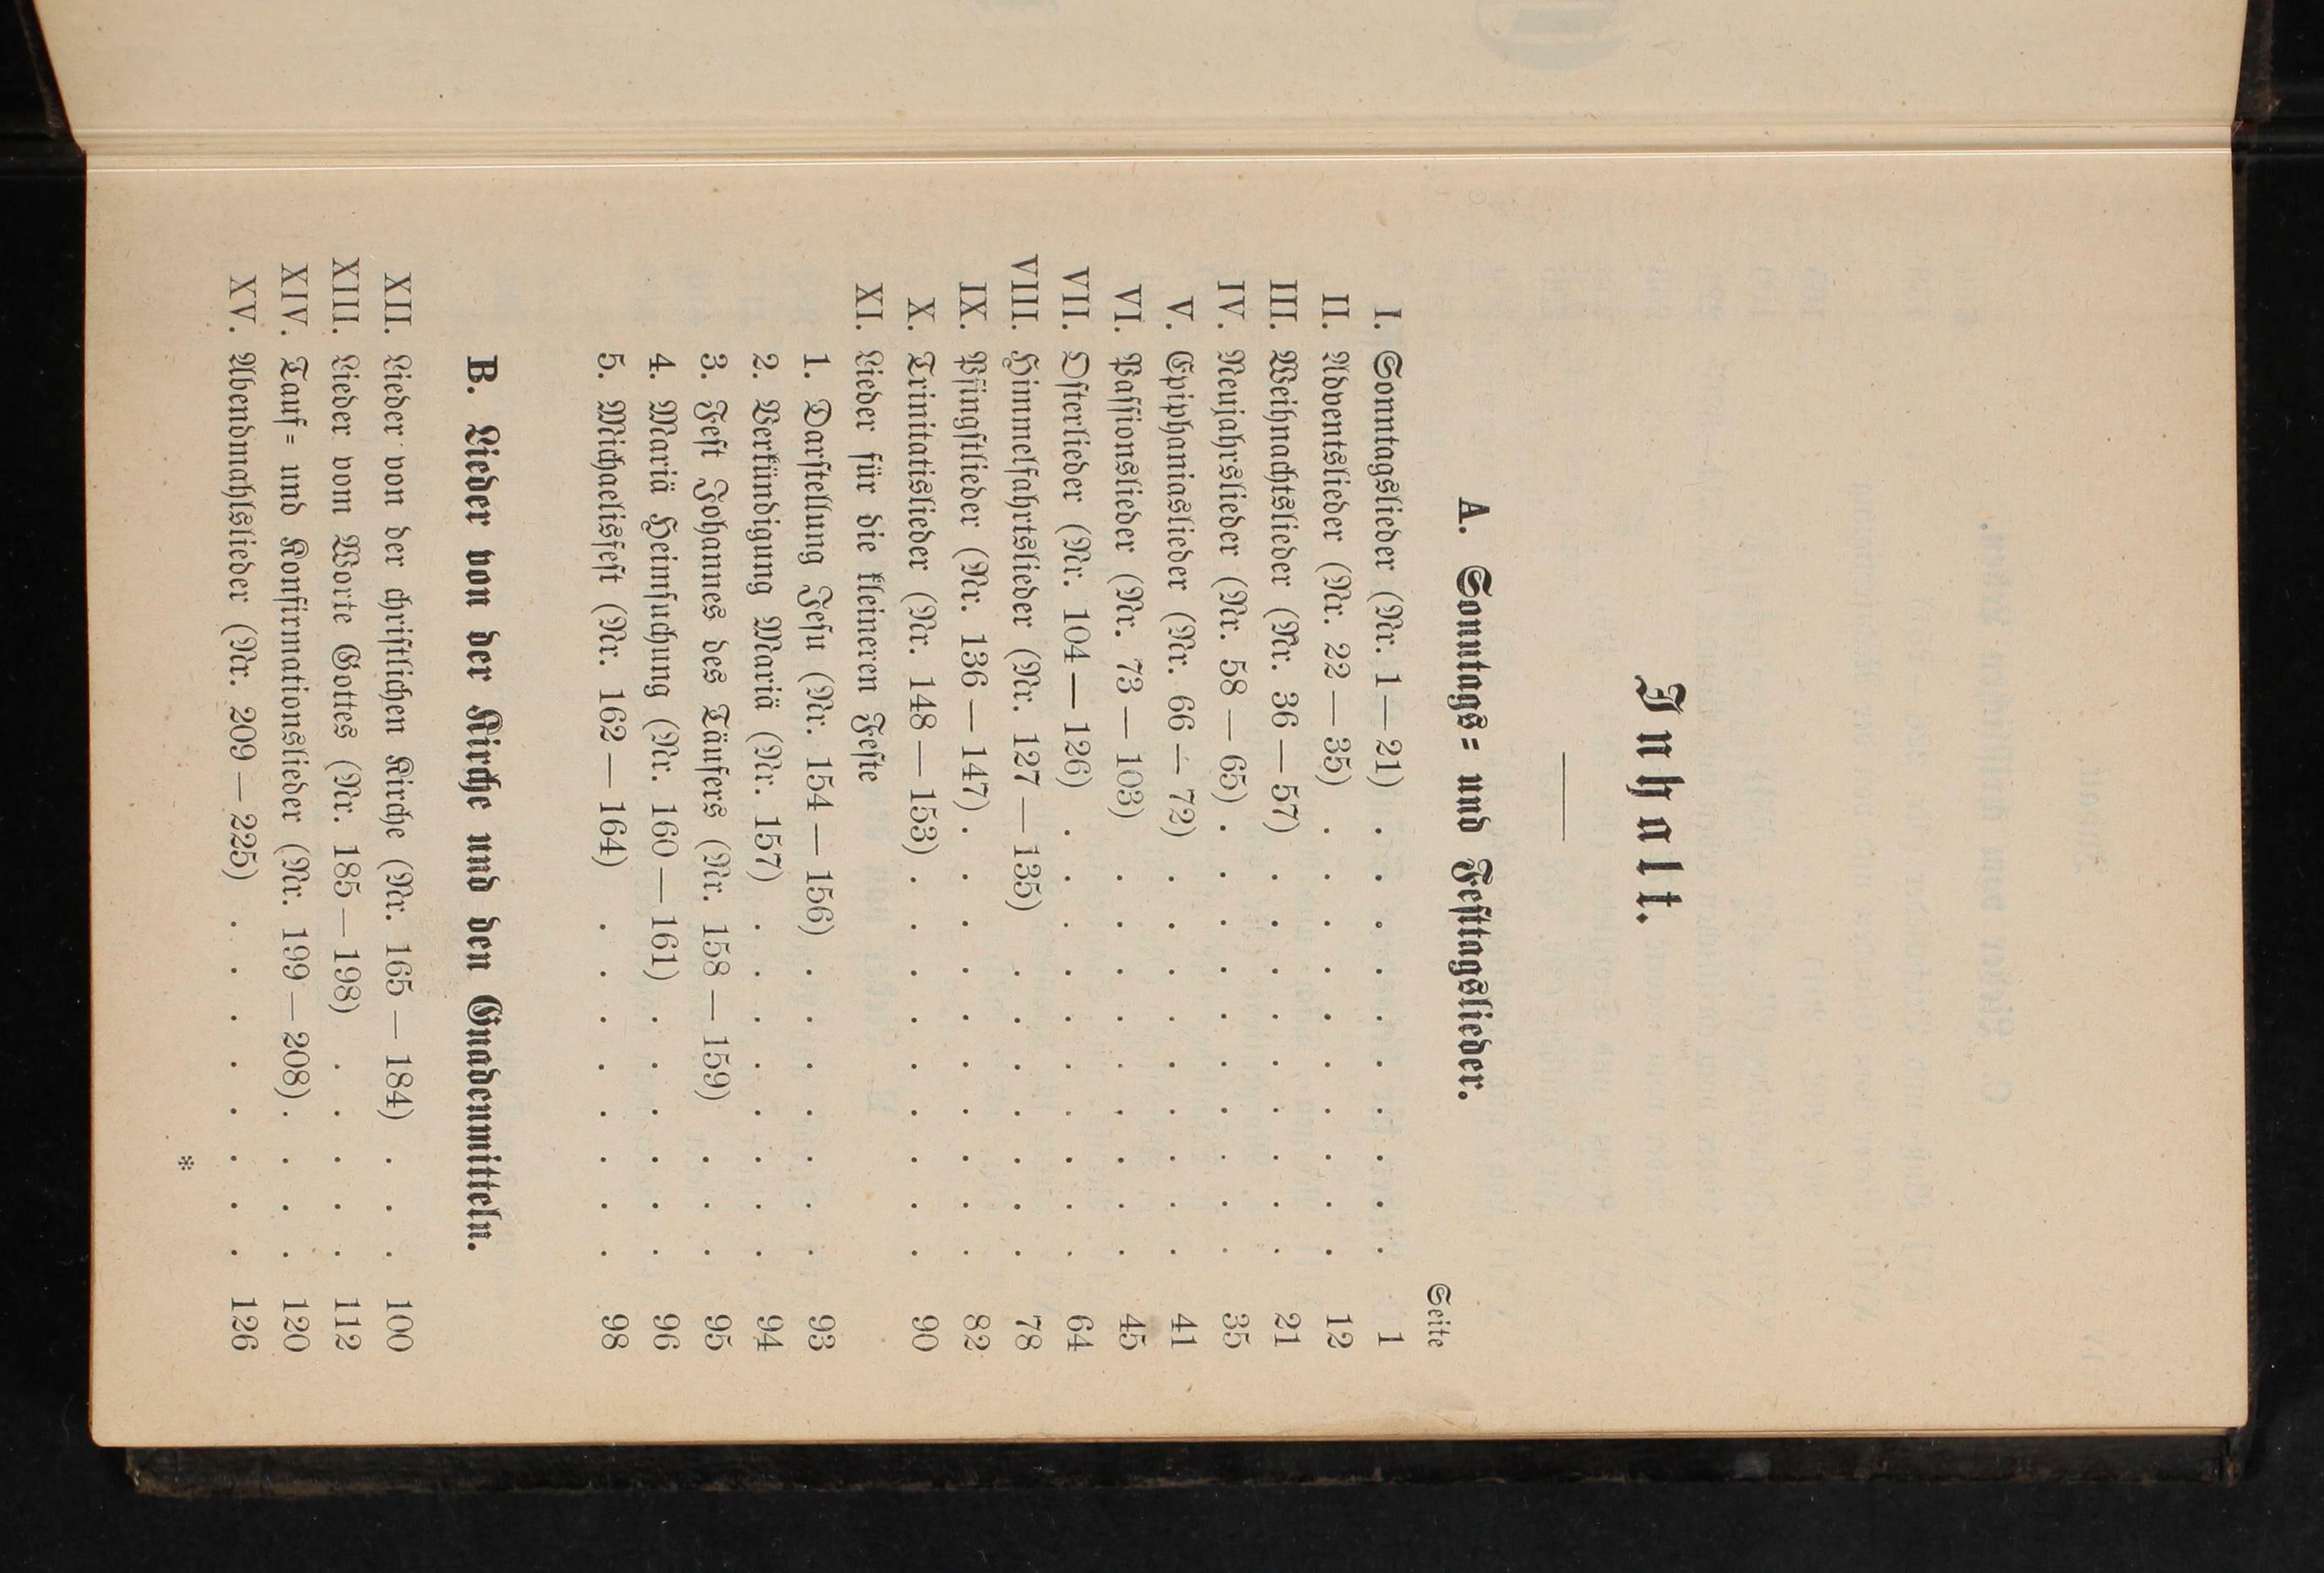 Inhalt.
A. Sonntags= und Feſttagslieder.
Seite
I. Sonntagslieder (Nr. 1—21) . . . . . . . . . 1
II. Adventslieder (Nr. 22 — 35) . . . . . . . . . . 12
III. Weihnachtslieder (Nr. 36 — 57) . . . . . . . . . 21
IV. Neujahrslieder (Nr. 58 — 65) . . . . . . . . . . 35
V. Epiphaniaslieder (Nr. 66 — 72) . . . . . . . . . 41
VI. Paſſionslieder (Nr. 73 — 103) . . . . . . . . . 45
VII. Oſterlieder (Nr. 104 — 126) . . . . . . . . . . 64
VIII. Himmelfahrtslieder (Nr. 127 — 135) . . . . . . . 78
IX. Pfingſtlieder (Nr. 136 — 147) . . . . . . . . . . 82
X. Trinitatislieder (Nr. 148 — 153) . . . . . . . . . 90
XI. Lieder für die kleineren Feſte
1. Darſtellung Jeſu (Nr. 154 — 156) . . . . . . . 93
2. Verkündigung Mariä (Nr. 157) . . . . . . . . 94
3. Feſt Johannes des Täufers (Nr. 158 — 159) . . . 95
4. Mariä Heimſuchung (Nr. 160 — 161) . . . . . . 96
5. Michaelisfeſt (Nr. 162 — 164) . . . . . . . . 98
B. Lieder von der Kirche und den Gnadenmitteln.
XII. Lieder von der chriſtlichen Kirche (Nr. 165 — 184) . . . 100
XIII. Lieder vom Worte Gottes (Nr. 185 — 198) . . . . . 112
XIV. Tauf= und Konfirmationslieder (Nr. 199 — 208) . . . . 120
XV. Abendmahlslieder (Nr. 209 — 225) . . . . . . . . 126
*